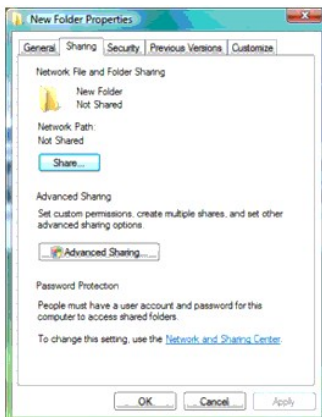 New Folder Properties
General Sharing Security Previous Versions Customize
Network File and Folder Sharing
New Folder
Not Shared
Network Path:
Not Shared
Share...
Advanced Sharing
Set custom permissions, create multiple shares, and set other
advanced sharing options.
Advanced Sharing...
Password Protection
People must have a user account and password for this
computer to access shared folders.
To change this setting, use the Network and Sharing Center.
OK Cancel Apply